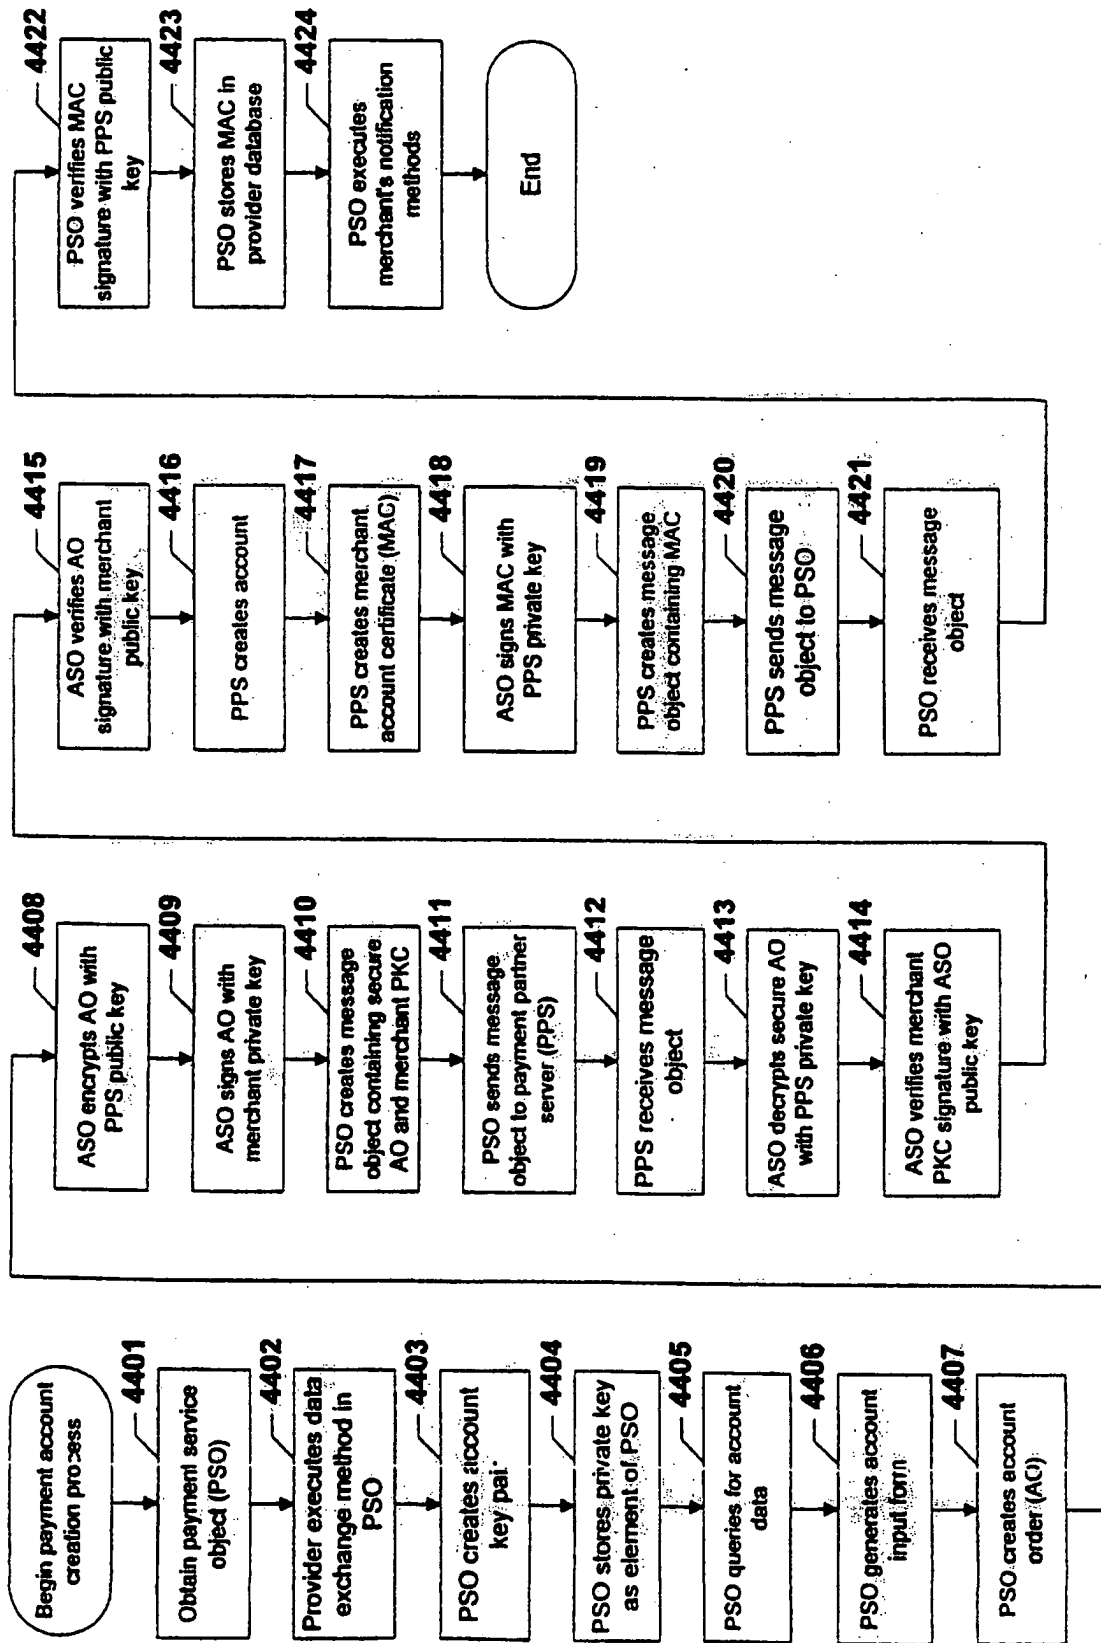 Begin payment account
creation process
4401
Obtain payment service
object (PSO)
4402
Provider executes data
exchange method in
PSO
4403
PSO creates account
key pai
4404
PSO stores private key
as element of PSO
4405
PSO queries for account
data
4406
PSO generates account
input form
4407
PSO creates account
order (AO)
4408
ASO encrypts AO with
PPS public key
4409
ASO signs AO with
merchant private key
4410
PSO creates message
object containing secure
AO and merchant PKC
4411
PSO sends message
object to payment partner
server (PPS)
4412
PPS receives message
object
4413
ASO decrypts secure AO
with PPS private key
4414
ASO verifies merchant
PKC signature with ASO
public key
4415
ASO verifies AO
signature with merchant
public key
4416
PPS creates account
4417
PPS creates merchant
account certificate (MAC)
4418
ASO signs MAC with
PPS private key
4419
PPS creates message
object containing MAC
4420
PPS sends message
object to PSO
4421
PSO receives message
object
4422
PSO verifies MAC
signature with PPS public
key
4423
PSO stores MAC in
provider database
4424
PSO executes
merchant's notification
methods
End